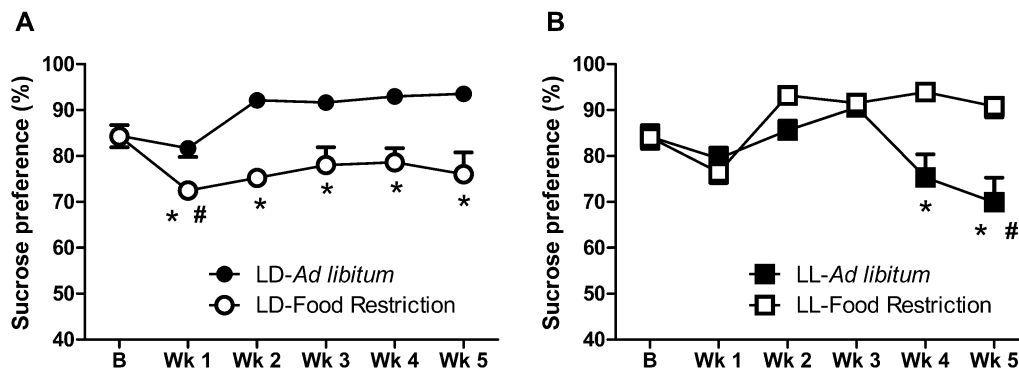 A
Sucrose preference (%)
100
90
80
70
60
50
40
* #
*
*
*
*
LD-Ad libitum
LD-Food Restriction
B Wk 1 Wk 2 Wk 3 Wk 4 Wk 5
B
Sucrose preference (%)
100
90
80
70
60
50
40
*
* #
LL-Ad libitum
LL-Food Restriction
B Wk 1 Wk 2 Wk 3 Wk 4 Wk 5